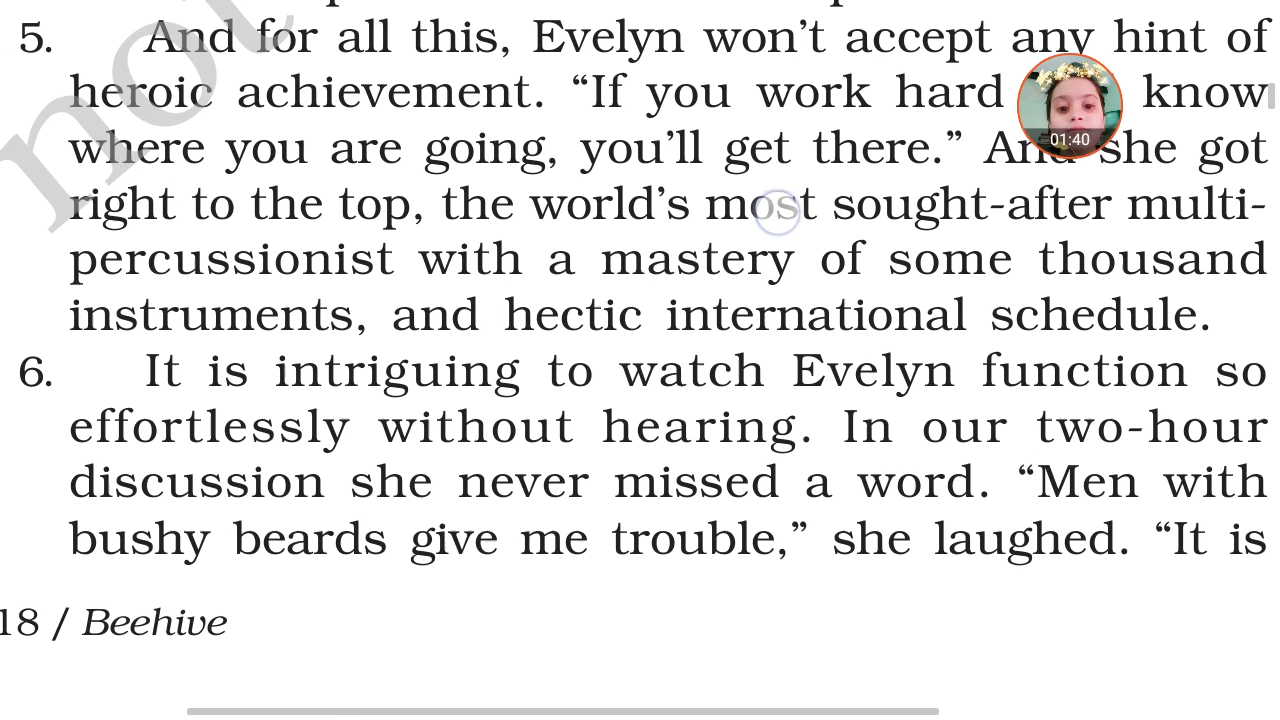 5. And for all this, Evelyn won’t accept any hint of
heroic achievement. “If you work hard know
where you are going, you’ll get there.” And she got
right to the top, the world’s most sought-after multi-
percussionist with a mastery of some thousand
instruments, and hectic international schedule.
6. It is intriguing to watch Evelyn function so
effortlessly without hearing. In our two-hour
discussion she never missed a word. “Men with
bushy beards give me trouble,” she laughed. “It is
18 / Beehive
not
01:40